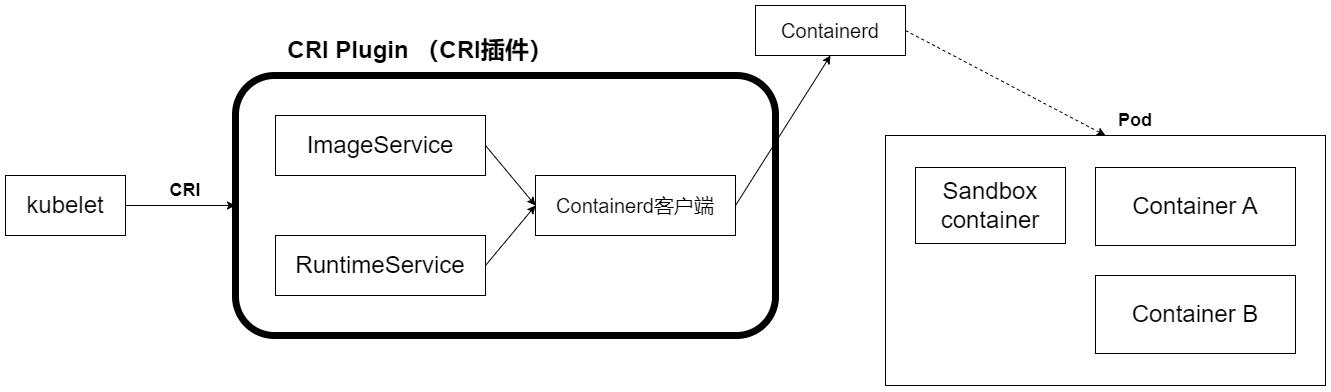 CRI Plugin （CRI插件）
Containerd
kubelet
CRI
ImageService
RuntimeService
Containerd客户端
Pod
Sandbox
container
Container A
Container B